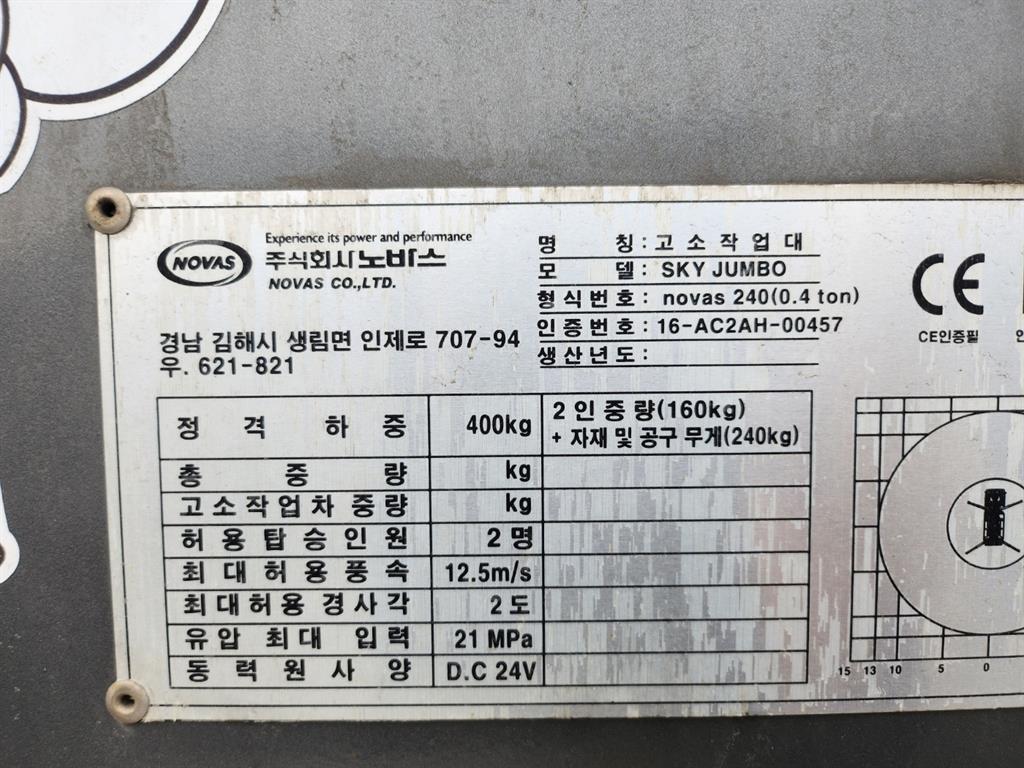 NOVAS
Experience its power and performance
주식회사 노바스
NOVAS CO.,LTD.
경남 김해시 생림면 인제로 707-94
우. 621-821
명 칭 : 고 소 작 업 대
모 델 : SKY JUMBO
형 식 번 호 : novas 240(0.4 ton)
인 증 번 호 : 16-AC2AH-00457
생 산 년 도 :
CE
CE인증필
정 격 하 중 400kg 2 인 중 량(160kg)
+ 자재 및 공구 무게(240kg)
총 중 량 kg
고 소 작 업 차 중 량 kg
허 용 탑 승 인 원 2 명
최 대 허 용 풍 속 12.5m/s
최 대 허 용 경 사 각 2 도
유 압 최 대 입 력 21 MPa
동 력 원 사 양 D.C 24V
15 13 10 5 0